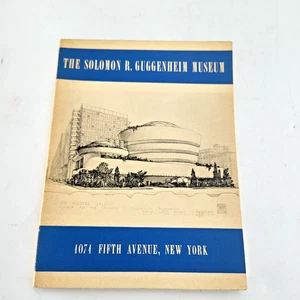 THE SOLOMON R. GUGGENHEIM MUSEUM
1071 FIFTH AVENUE, NEW YORK